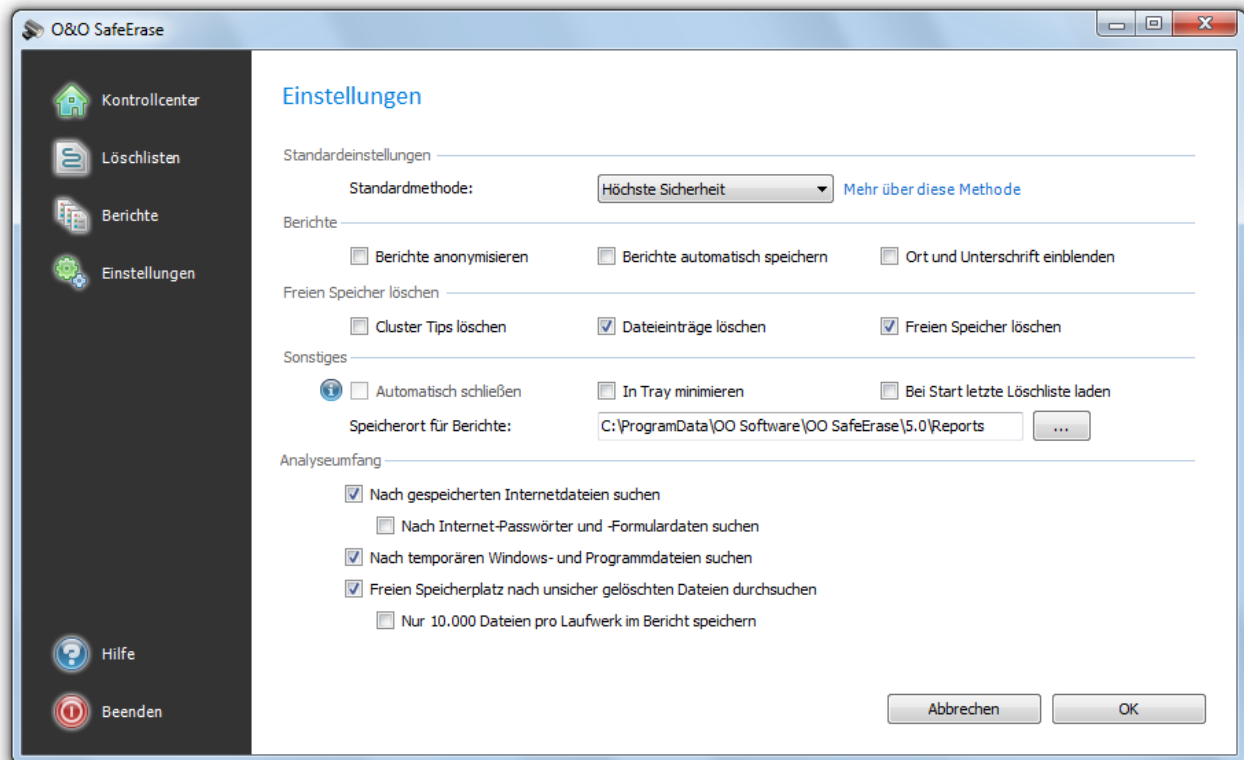 O&O SafeErase
Kontrollcenter
Löschlisten
Berichte
Einstellungen
Hilfe
Beenden
Einstellungen
Standardeinstellungen
Standardmethode: Höchste Sicherheit Mehr über diese Methode
Berichte
Berichte anonymisieren Berichte automatisch speichern Ort und Unterschrift einblenden
Freien Speicher löschen
Cluster Tips löschen Dateieinträge löschen Freien Speicher löschen
Sonstiges
Automatisch schließen In Tray minimieren Bei Start letzte Löschliste laden
Speicherort für Berichte: C:\ProgramData\OO Software\OO SafeErase\5.0\Reports ...
Analyseumfang
Nach gespeicherten Internetdateien suchen
Nach Internet-Passwörter und -Formulardaten suchen
Nach temporären Windows- und Programmdateien suchen
Freien Speicherplatz nach unsicher gelöschten Dateien durchsuchen
Nur 10.000 Dateien pro Laufwerk im Bericht speichern
Abbrechen OK